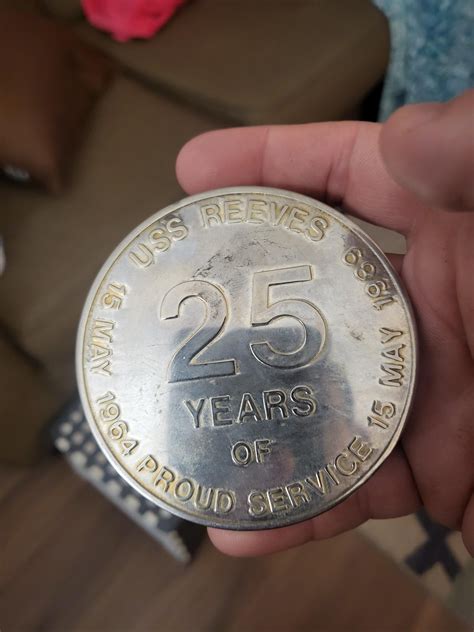 USS REEVES
25
YEARS
OF
PROUD SERVICE
15 MAY 1964
15 MAY 1989